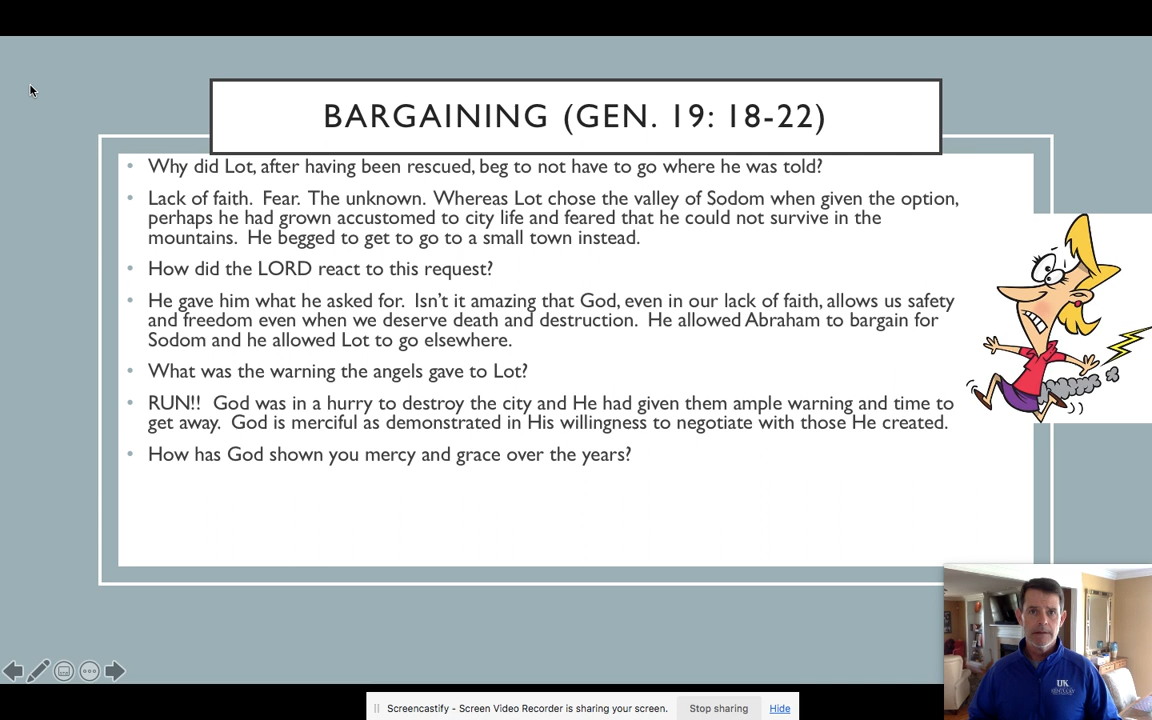 BARGAINING (GEN. 19: 18-22)
• Why did Lot, after having been rescued, beg to not have to go where he was told?
• Lack of faith. Fear. The unknown. Whereas Lot chose the valley of Sodom when given the option,
perhaps he had grown accustomed to city life and feared that he could not survive in the
mountains. He begged to get to go to a small town instead.
• How did the LORD react to this request?
• He gave him what he asked for. Isn't it amazing that God, even in our lack of faith, allows us safety
and freedom even when we deserve death and destruction. He allowed Abraham to bargain for
Sodom and he allowed Lot to go elsewhere.
• What was the warning the angels gave to Lot?
• RUN!! God was in a hurry to destroy the city and He had given them ample warning and time to
get away. God is merciful as demonstrated in His willingness to negotiate with those He created.
• How has God shown you mercy and grace over the years?
UK
KENTUCKY
Screencastify - Screen Video Recorder is sharing your screen.
Stop sharing
Hide